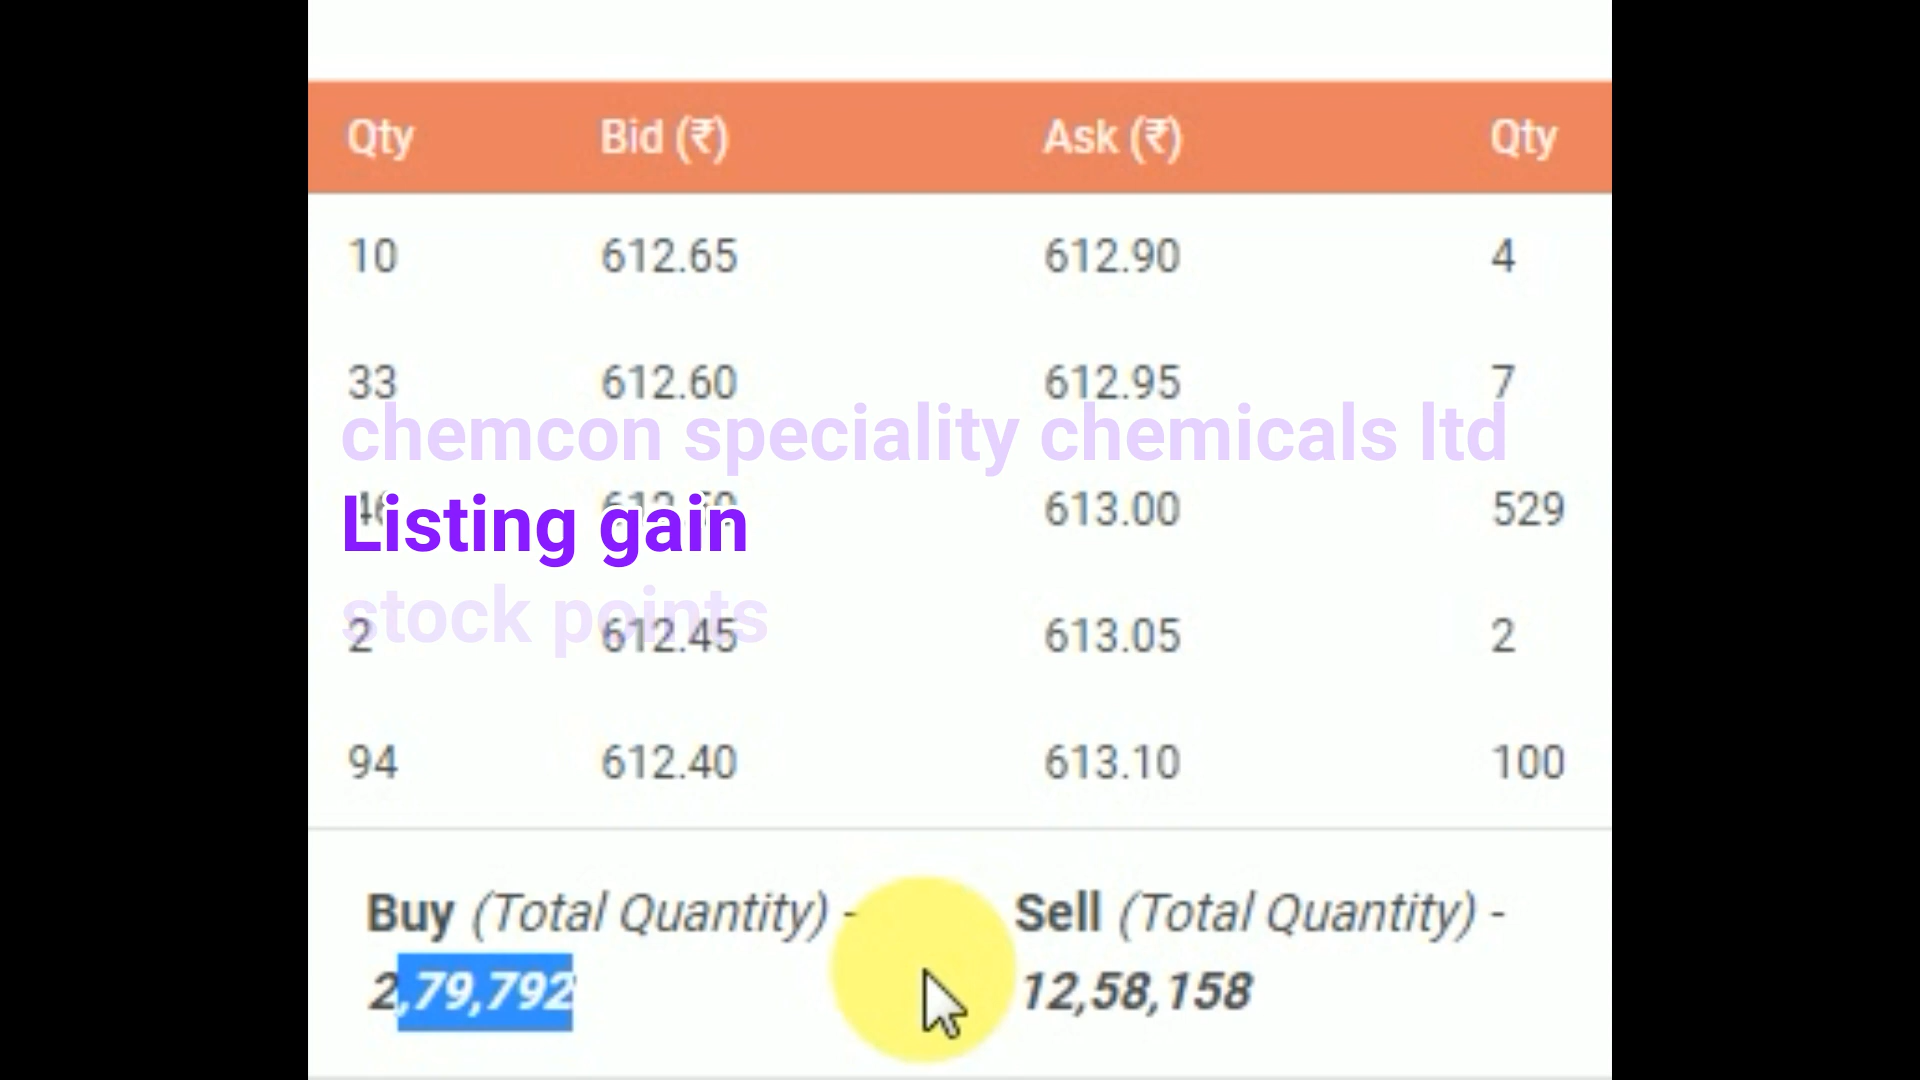 Qty Bid (₹) Ask (₹) Qty
10 612.65 612.90 4
33 612.60 612.95 7
chemcon speciality chemicals ltd
613.00 529
Listing gain
stock points
2 612.45 613.05 2
94 612.40 613.10 100
Buy (Total Quantity) - Sell (Total Quantity) -
2,79,792 12,58,158